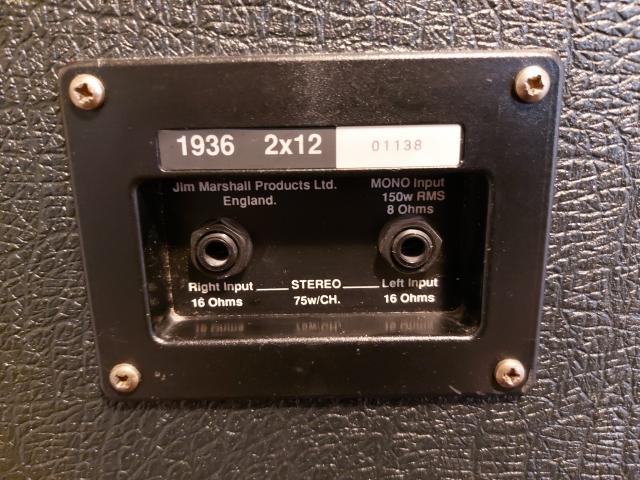 1936 2x12 01138
Jim Marshall Products Ltd.
England.
MONO Input
150w RMS
8 Ohms
Right Input STEREO Left Input
16 Ohms 75w/CH. 16 Ohms